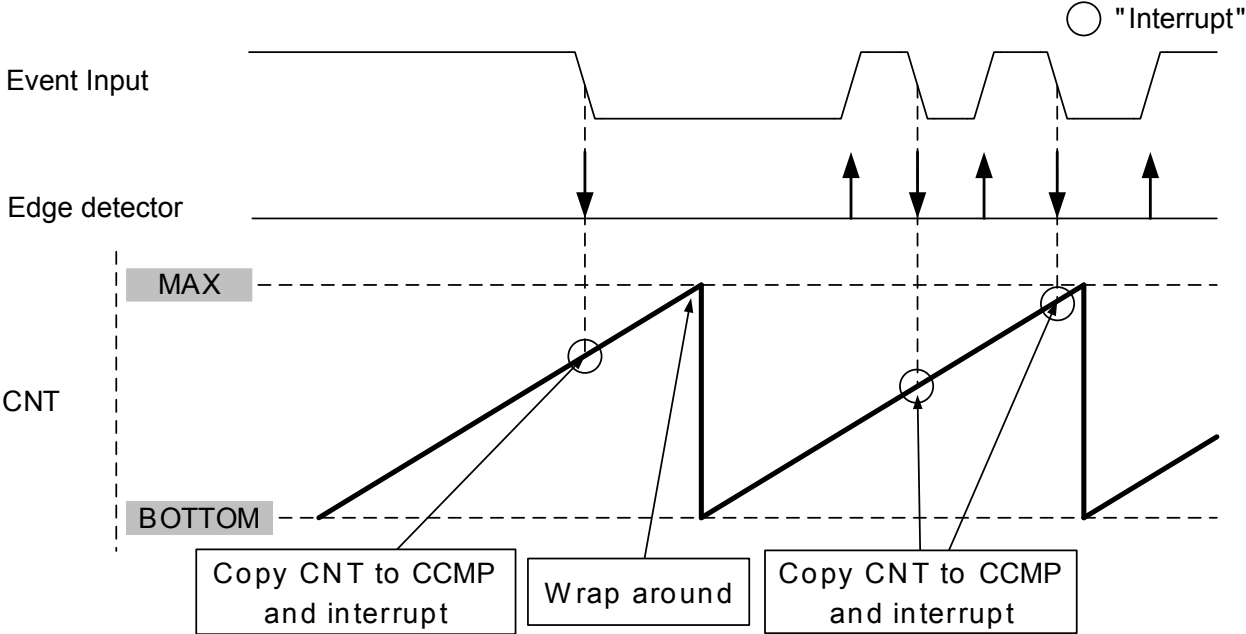 "Interrupt"
Event Input
Edge detector
MAX
CNT
BOTTOM
Copy CNT to CCMP
and interrupt
Wrap around
Copy CNT to CCMP
and interrupt